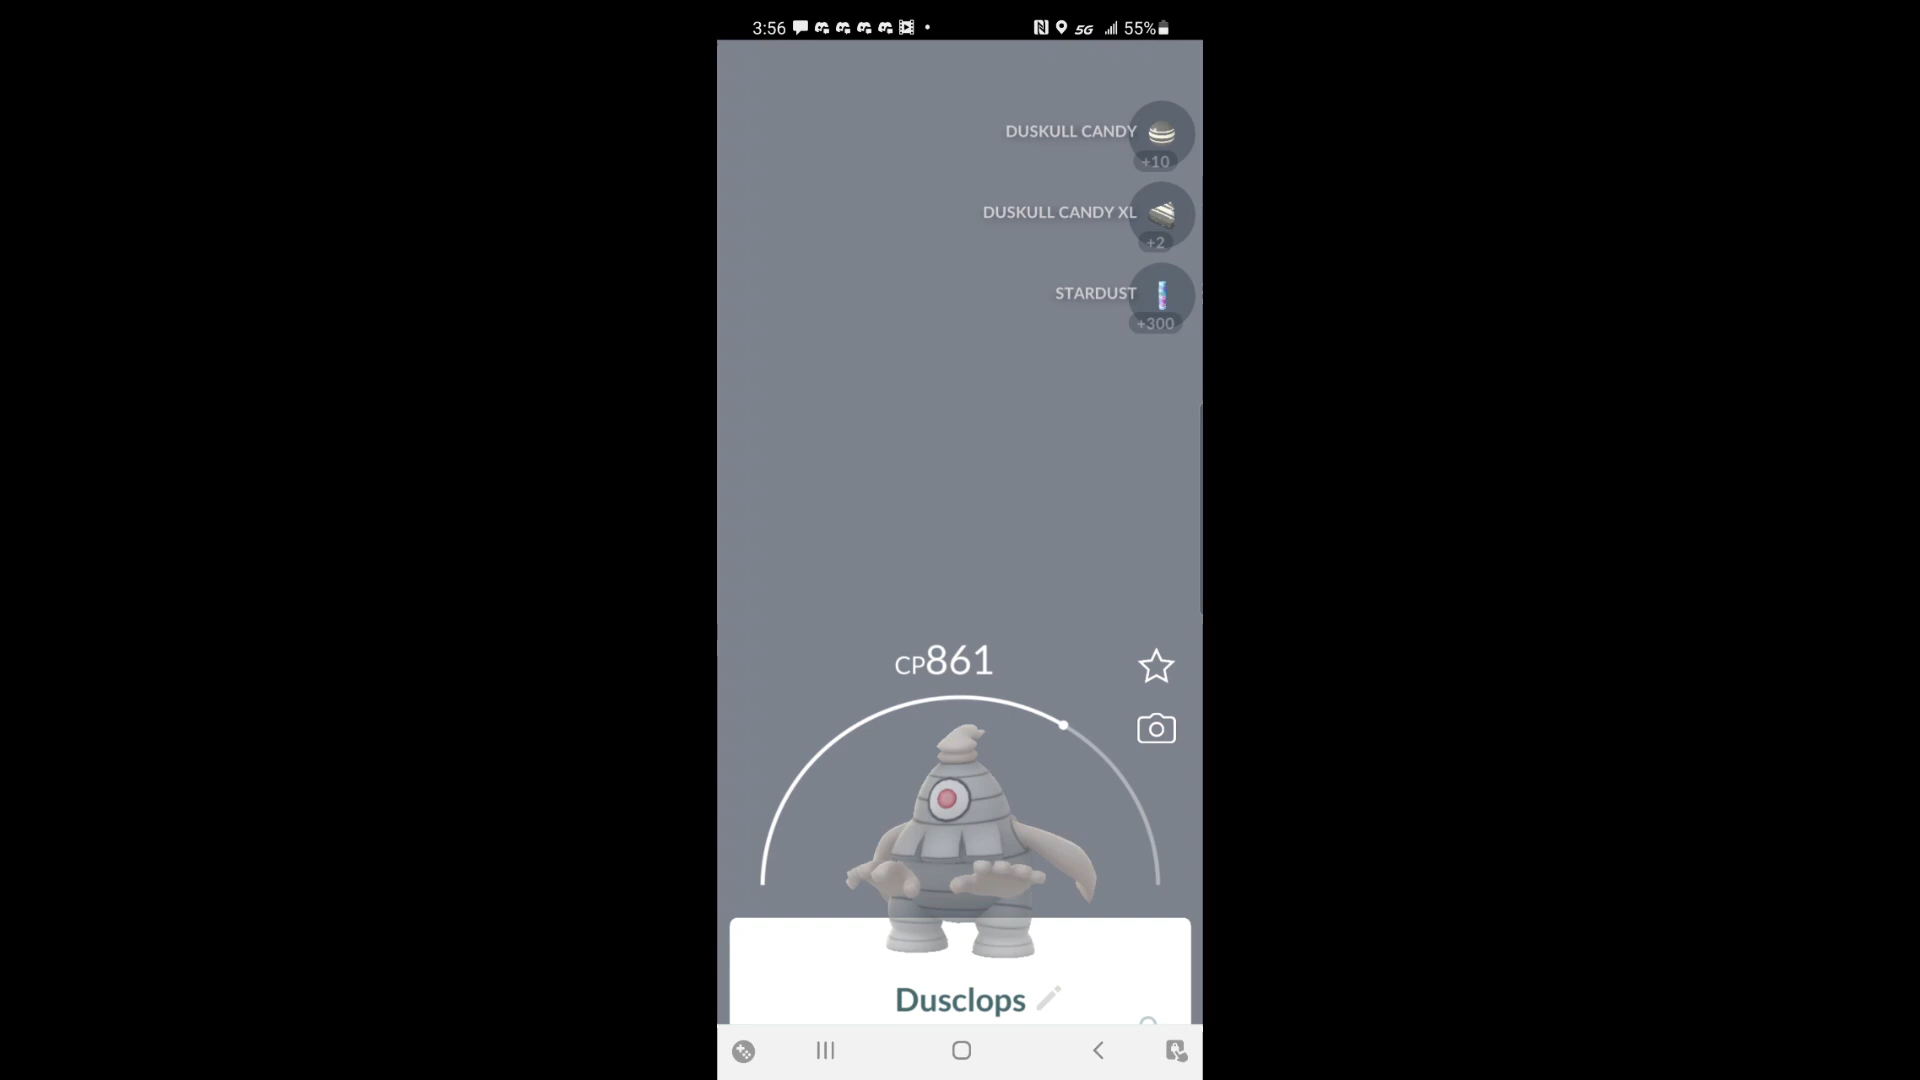 3:56 5G 55%
DUSKULL CANDY
+10
DUSKULL CANDY XL
+2
STARDUST
+300
CP861
Dusclops